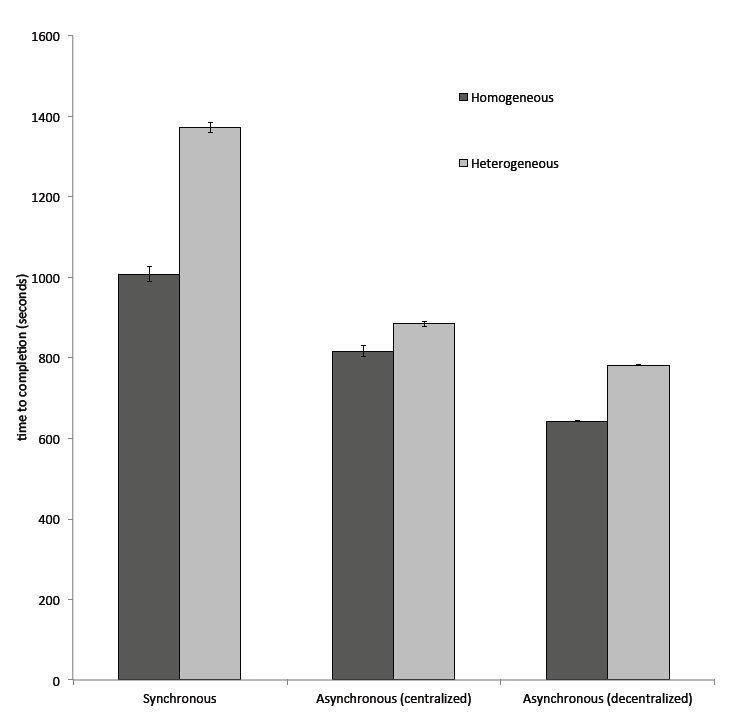 1600
1400
1200
1000
800
600
400
200
0
time to completion (seconds)
Homogeneous
Heterogeneous
Synchronous
Asynchronous (centralized)
Asynchronous (decentralized)